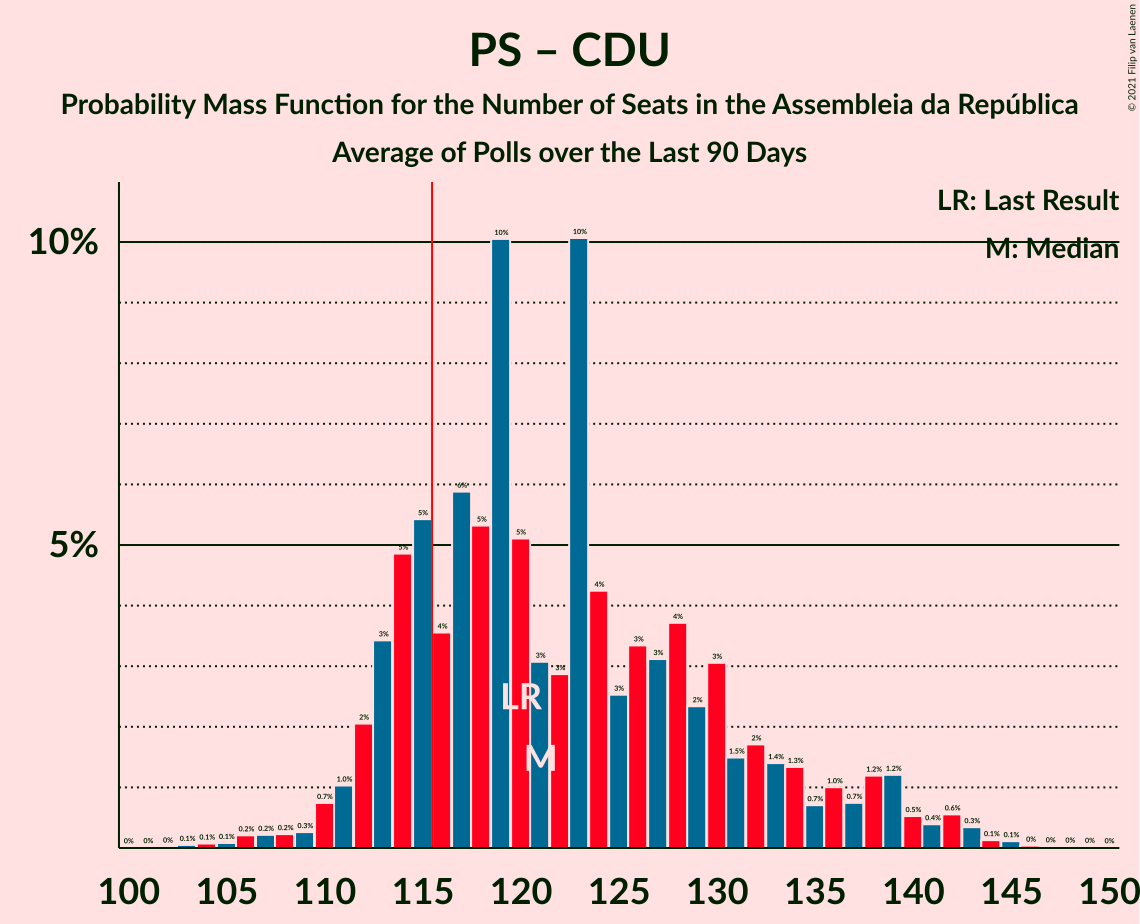 PS – CDU
Probability Mass Function for the Number of Seats in the Assembleia da República
Average of Polls over the Last 90 Days
© 2021 Filip van Laenen
LR: Last Result
M: Median
10%
5%
0% 0% 0% 0.1% 0.1% 0.1% 0.2% 0.2% 0.2% 0.3% 0.7% 1.0% 2% 3% 5% 5% 4% 6% 5% 10% 5% 3% 3% 10% 4% 3% 3% 3% 4% 2% 3% 1.5% 2% 1.4% 1.3% 0.7% 1.0% 0.7% 1.2% 1.2% 0.5% 0.4% 0.6% 0.3% 0.1% 0.1% 0% 0% 0% 0% 0%
LR
M
100 105 110 115 120 125 130 135 140 145 150